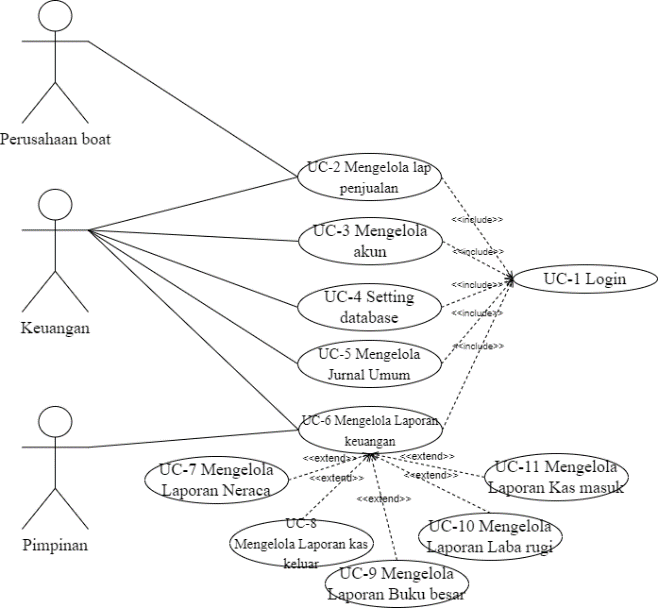 Perusahaan boat
UC-2 Mengelola lap
penjualan
<<include>>
UC-3 Mengelola
akun
<<include>>
UC-1 Login
UC-4 Setting
database
<<include>>
<<include>>
Keuangan
UC-5 Mengelola
Jurnal Umum
<<include>>
UC-6 Mengelola Laporan
keuangan
<<extend>>
<<extend>>
UC-7 Mengelola
Laporan Neraca
<<extend>>
<<extend>>
UC-11 Mengelola
Laporan Kas masuk
<<extend>>
Pimpinan
UC-8
Mengelola Laporan kas
keluar
UC-10 Mengelola
Laporan Laba rugi
UC-9 Mengelola
Laporan Buku besar